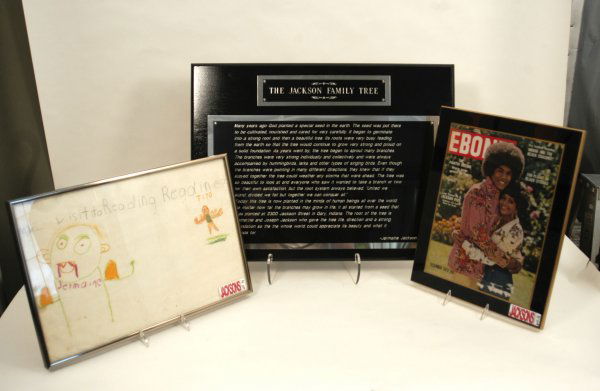 THE JACKSON FAMILY TREE
Many years ago God planted a special seed in the earth. The seed was put there
to be cultivated, nourished and cared for very carefully. It began to germinate
into a strong root and then a beautiful tree. Its roots were very busy feeding
from the earth so that the tree would continue to grow very strong and proud on
a solid foundation. As years went by, the tree began to sprout many branches.
The branches were very strong individually and collectively and were always
accompanied by hummingbirds, larks and other types of singing birds. Even though
the branches were pointing in many different directions, they knew that if they
stayed together the tree could weather any storms that were ahead. The tree was
so beautiful to look at and everyone who saw it wanted to take a branch or two
for their own satisfaction, but the root system always believed, "United we
stand, divided we fall but together we can conquer all."
Today this tree is now planted in the minds of human beings all over the world
matter how far the branches may grow in life, it all started from a seed that
as planted at 2300 Jackson Street in Gary, Indiana. The root of the tree is
atherine and Joseph Jackson who gave the tree life, direction and a strong
undation so the whole world could appreciate its beauty and what it
stands for.
-Jermaine Jackson
visit to Reading Reading
Tito
Jermaine
JACKSONS
EBONY
JACKSONS